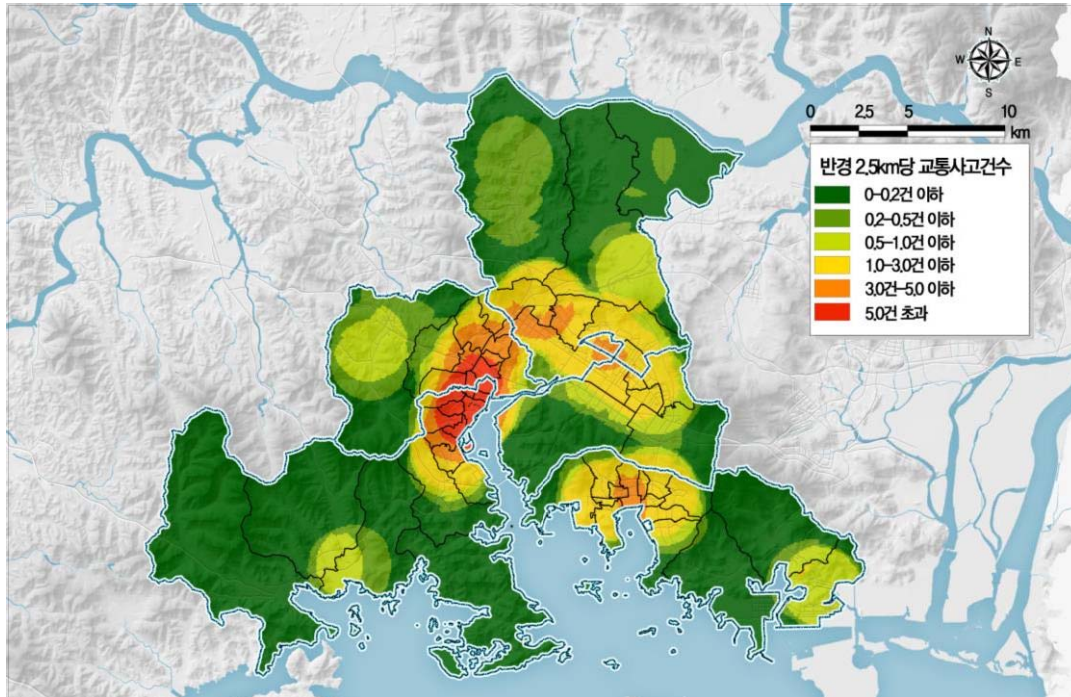 N
W E
S
0 2.5 5 10
km
반경 2.5km당 교통사고건수
0-0.2건 이하
0.2-0.5건 이하
0.5-1.0건 이하
1.0-3.0건 이하
3.0건-5.0 이하
5.0건 초과